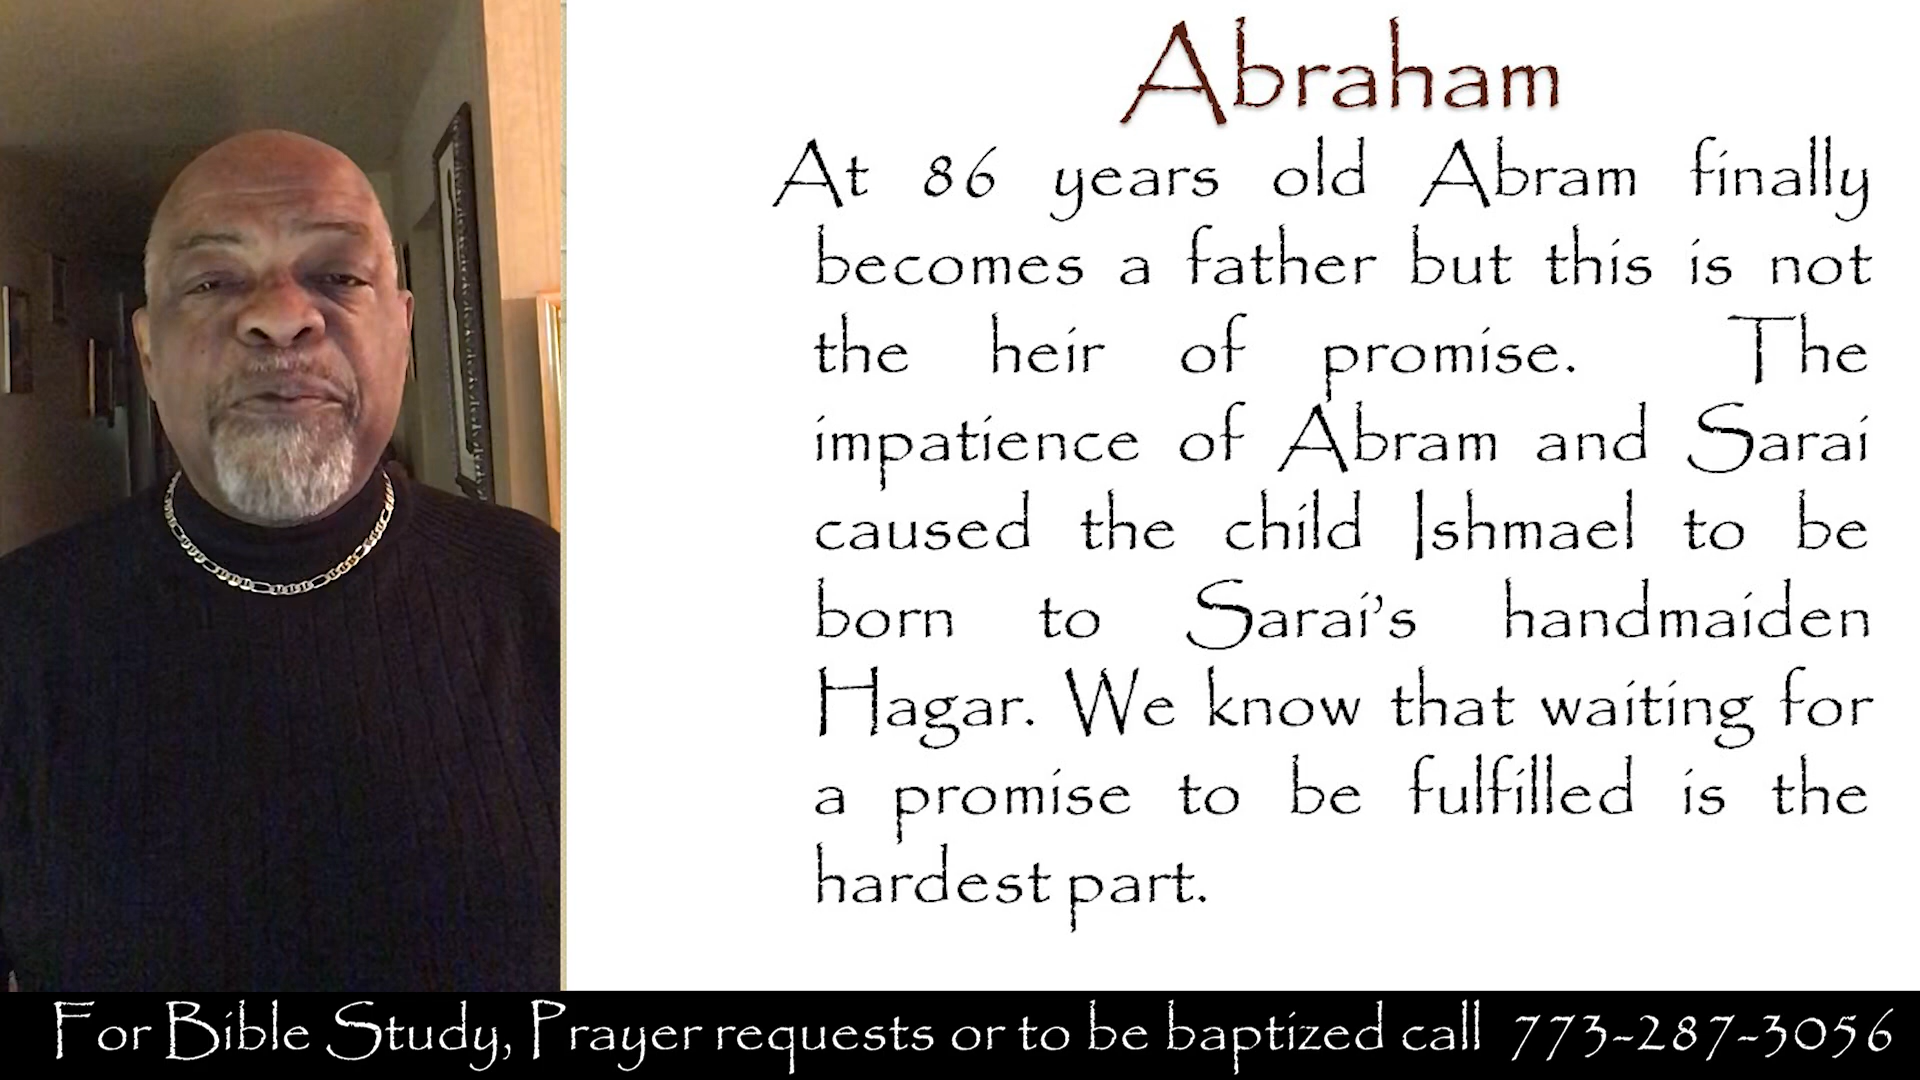 Abraham
At 86 years old Abram finally
becomes a father but this is not
the heir of promise. The
impatience of Abram and Sarai
caused the child Ishmael to be
born to Sarai's handmaiden
Hagar. We know that waiting for
a promise to be fulfilled is the
hardest part.
For Bible Study, Prayer requests or to be baptized call 773-287-3056